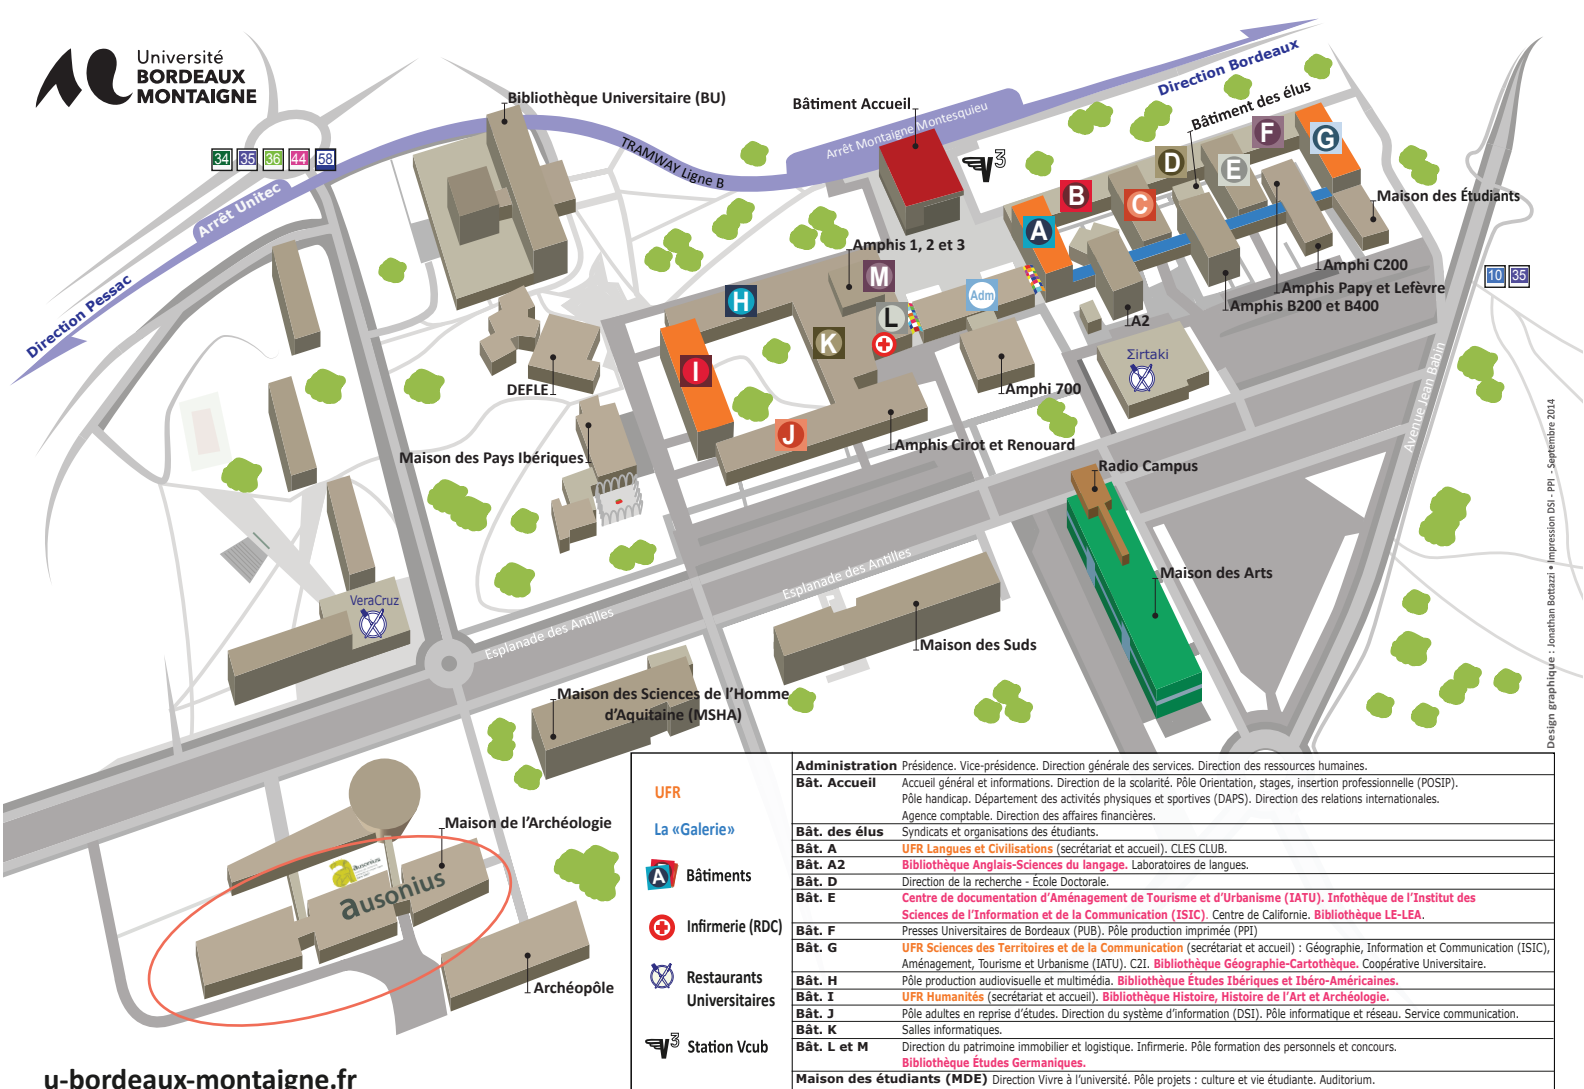 Université
BORDEAUX
MONTAIGNE
Direction Bordeaux
Bibliothèque Universitaire (BU)
Bâtiment Accueil
Arrêt Montaigne Montesquieu
Bâtiment des élus
TRAMWAY Ligne B
34 35 36 44 58
Arrêt Unitec
Direction Pessac
V3
F
G
D
E
B
C
A
Maison des Étudiants
Amphis 1, 2 et 3
M
H
Adm
L
K
I
J
Amphi C200
Amphis Papy et Lefèvre
Amphis B200 et B400
A2
10 35
Σirtaki
DEFLE
Amphi 700
Amphis Cirot et Renouard
Maison des Pays Ibériques
Avenue Jean Babin
Radio Campus
Maison des Arts
Esplanade des Antilles
Esplanade des Antilles
VeraCruz
Maison des Suds
Maison des Sciences de l'Homme
d'Aquitaine (MSHA)
Maison de l'Archéologie
ausonius
ausonius
Archéopôle
Design graphique : Jonathan Bottazzi • Impression DSI - PPI - Septembre 2014
UFR
La «Galerie»
A Bâtiments
Infirmerie (RDC)
Restaurants
Universitaires
V3 Station Vcub
Administration Présidence. Vice-présidence. Direction générale des services. Direction des ressources humaines.
Bât. Accueil Accueil général et informations. Direction de la scolarité. Pôle Orientation, stages, insertion professionnelle (POSIP).
Pôle handicap. Département des activités physiques et sportives (DAPS). Direction des relations internationales.
Agence comptable. Direction des affaires financières.
Bât. des élus Syndicats et organisations des étudiants.
Bât. A UFR Langues et Civilisations (secrétariat et accueil). CLES CLUB.
Bât. A2 Bibliothèque Anglais-Sciences du langage. Laboratoires de langues.
Bât. D Direction de la recherche - École Doctorale.
Bât. E Centre de documentation d'Aménagement de Tourisme et d'Urbanisme (IATU). Infothèque de l'Institut des
Sciences de l'Information et de la Communication (ISIC). Centre de Californie. Bibliothèque LE-LEA.
Bât. F Presses Universitaires de Bordeaux (PUB). Pôle production imprimée (PPI)
Bât. G UFR Sciences des Territoires et de la Communication (secrétariat et accueil) : Géographie, Information et Communication (ISIC),
Aménagement, Tourisme et Urbanisme (IATU). C2I. Bibliothèque Géographie-Cartothèque. Coopérative Universitaire.
Bât. H Pôle production audiovisuelle et multimédia. Bibliothèque Études Ibériques et Ibéro-Américaines.
Bât. I UFR Humanités (secrétariat et accueil). Bibliothèque Histoire, Histoire de l'Art et Archéologie.
Bât. J Pôle adultes en reprise d'études. Direction du système d'information (DSI). Pôle informatique et réseau. Service communication.
Bât. K Salles informatiques.
Bât. L et M Direction du patrimoine immobilier et logistique. Infirmerie. Pôle formation des personnels et concours.
Bibliothèque Études Germaniques.
Maison des étudiants (MDE) Direction Vivre à l'université. Pôle projets : culture et vie étudiante. Auditorium.
u-bordeaux-montaigne.fr